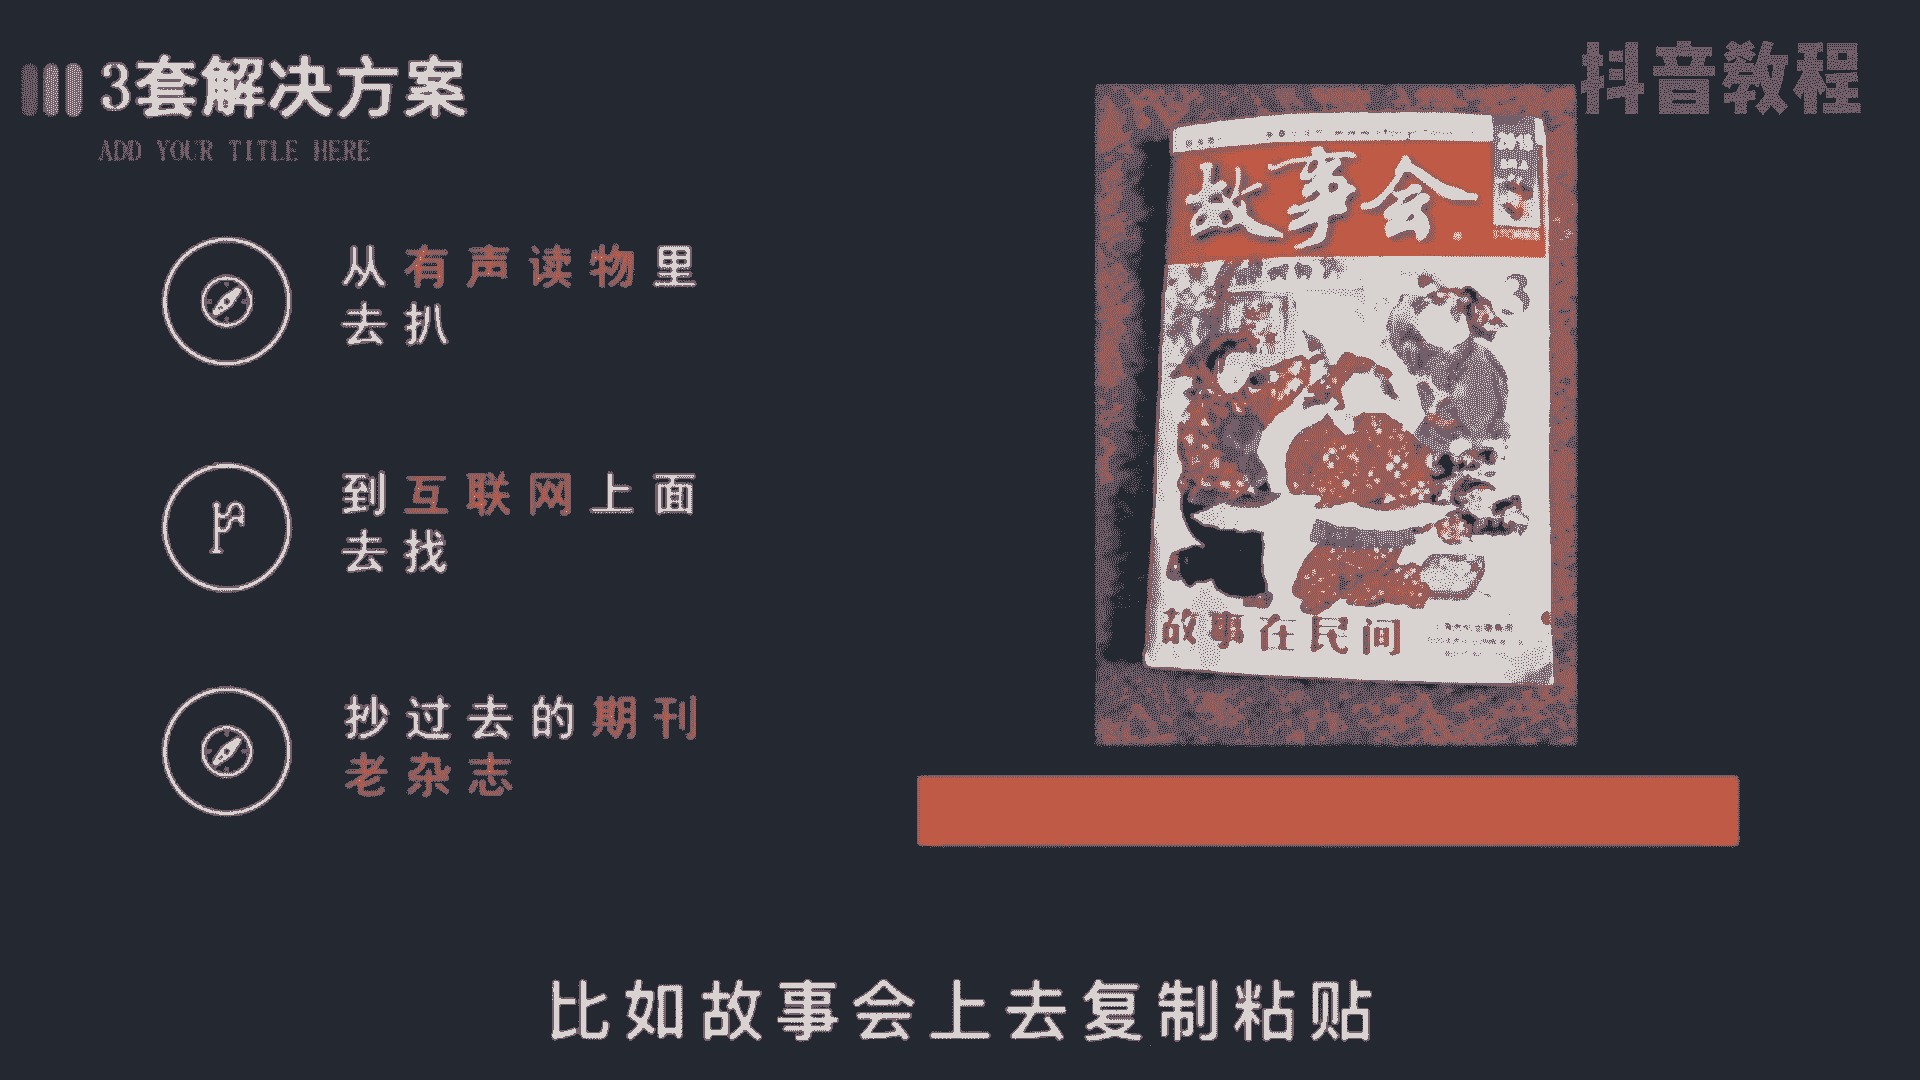 3套解决方案
ADD YOUR TITLE HERE
抖音教程
从有声读物里
去扒
到互联网上面
去找
抄过去的期刊
老杂志
故事会
3
故事在民间
比如故事会上去复制粘贴